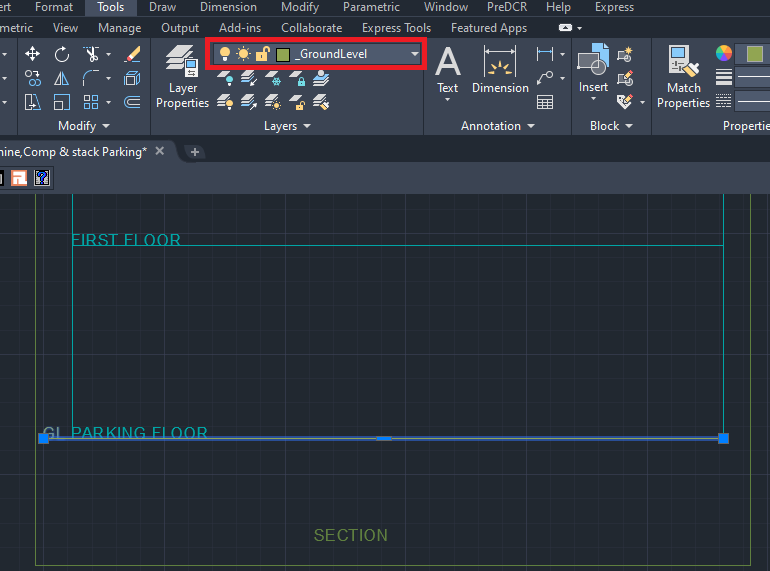 ert Format Tools Draw Dimension Modify Parametric Window PreDCR Help Express
metric View Manage Output Add-ins Collaborate Express Tools Featured Apps
_GroundLevel
A
Layer
Properties
Text
Dimension
Insert
Match
Properties
Modify
Layers
Annotation
Block
Propertie
hine,Comp & stack Parking*
FIRST FLOOR
GL PARKING FLOOR
SECTION